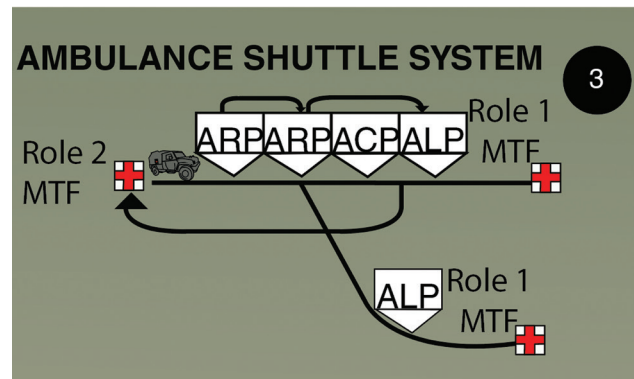 AMBULANCE SHUTTLE SYSTEM
3
Role 2
MTF
ARP
ARP
ACP
ALP
Role 1
MTF
ALP
Role 1
MTF